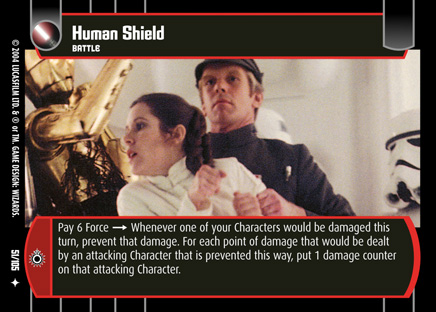 Human Shield
BATTLE
© 2004 LUCASFILM LTD. & ® or TM. GAME DESIGN: WIZARDS.
Pay 6 Force → Whenever one of your Characters would be damaged this
turn, prevent that damage. For each point of damage that would be dealt
by an attacking Character that is prevented this way, put 1 damage counter
on that attacking Character.
51/105